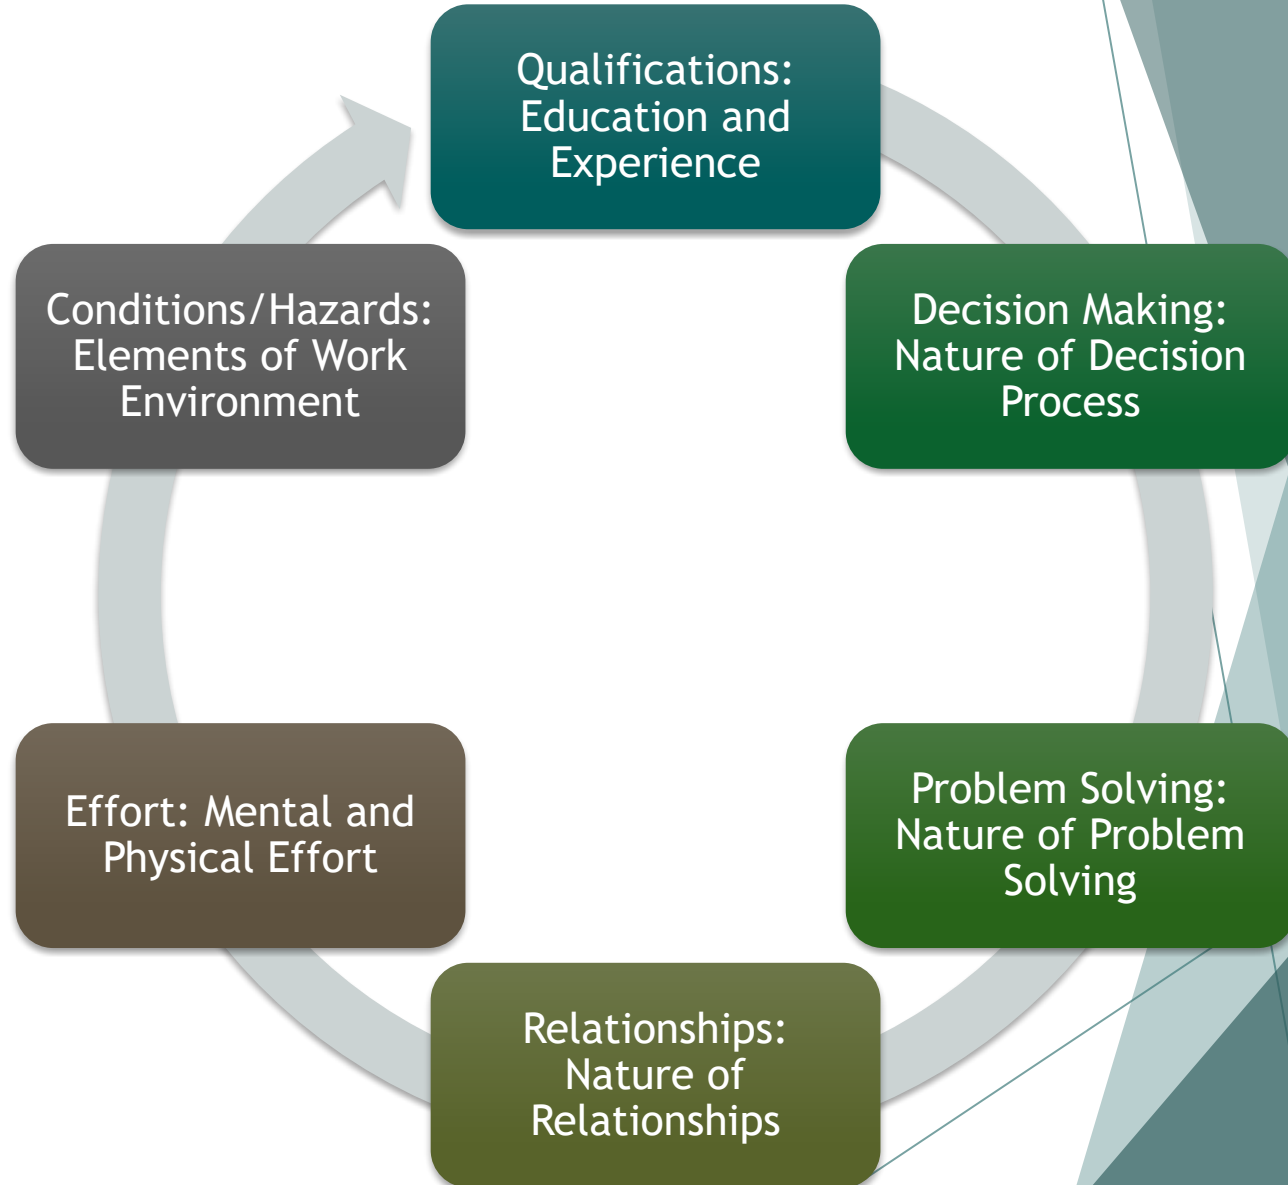 Qualifications:
Education and
Experience
Decision Making:
Nature of Decision
Process
Problem Solving:
Nature of Problem
Solving
Relationships:
Nature of
Relationships
Effort: Mental and
Physical Effort
Conditions/Hazards:
Elements of Work
Environment